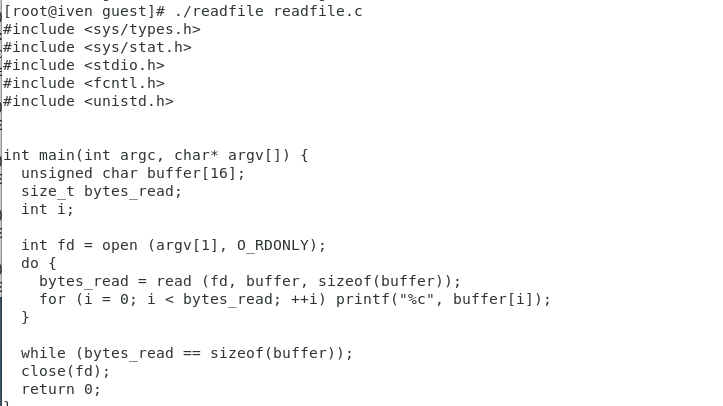 [root@iven guest]# ./readfile readfile.c
#include <sys/types.h>
#include <sys/stat.h>
#include <stdio.h>
#include <fcntl.h>
#include <unistd.h>

int main(int argc, char* argv[]) {
  unsigned char buffer[16];
  size_t bytes_read;
  int i;

  int fd = open (argv[1], O_RDONLY);
  do {
    bytes_read = read (fd, buffer, sizeof(buffer));
    for (i = 0; i < bytes_read; ++i) printf("%c", buffer[i]);
  }

  while (bytes_read == sizeof(buffer));
  close(fd);
  return 0;
}